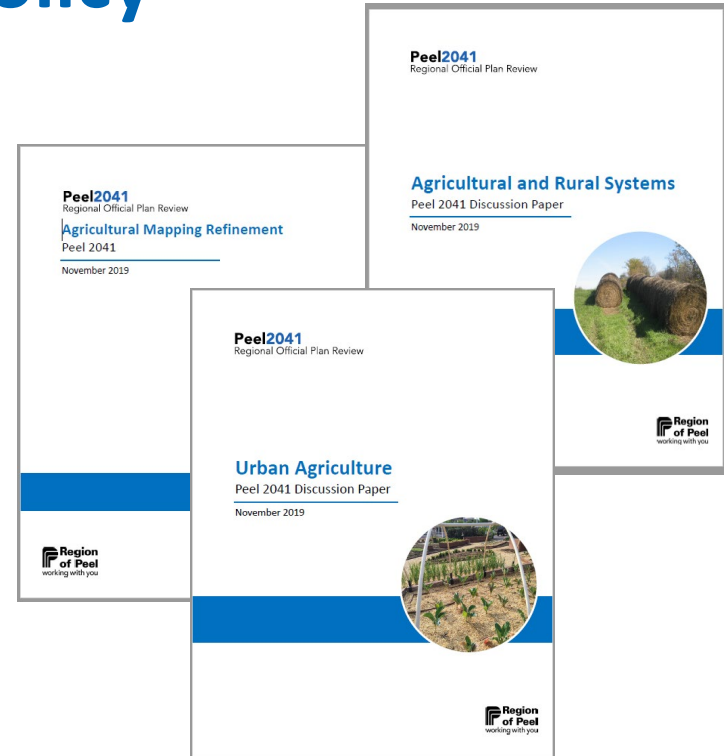 Peel2041
Regional Official Plan Review
Agricultural and Rural Systems
Peel 2041 Discussion Paper
November 2019
Region
of Peel
working with you
Peel2041
Regional Official Plan Review
Agricultural Mapping Refinement
Peel 2041
November 2019
Region
of Peel
working with you
Peel2041
Regional Official Plan Review
Urban Agriculture
Peel 2041 Discussion Paper
November 2019
Region
of Peel
working with you